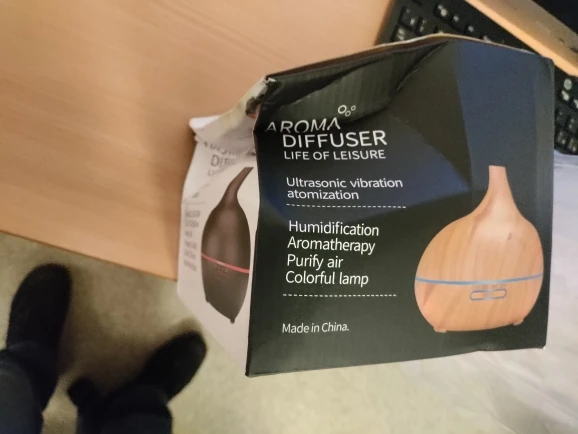 AROMA
DIFFUSER
LIFE OF LEISURE
Ultrasonic vibration
atomization
Humidification
Aromatherapy
Purify air
Colorful lamp
Made in China.